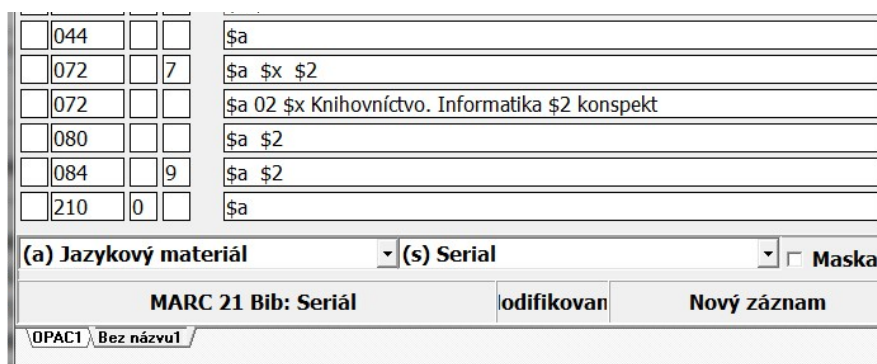 044 $a
072 7 $a $x $2
072 $a 02 $x Knihovníctvo. Informatika $2 konspekt
080 $a $2
084 9 $a $2
210 0 $a
(a) Jazykový materiál (s) Serial Maska
MARC 21 Bib: Seriál lodifikovan Nový záznam
OPAC1 Bez názvu1